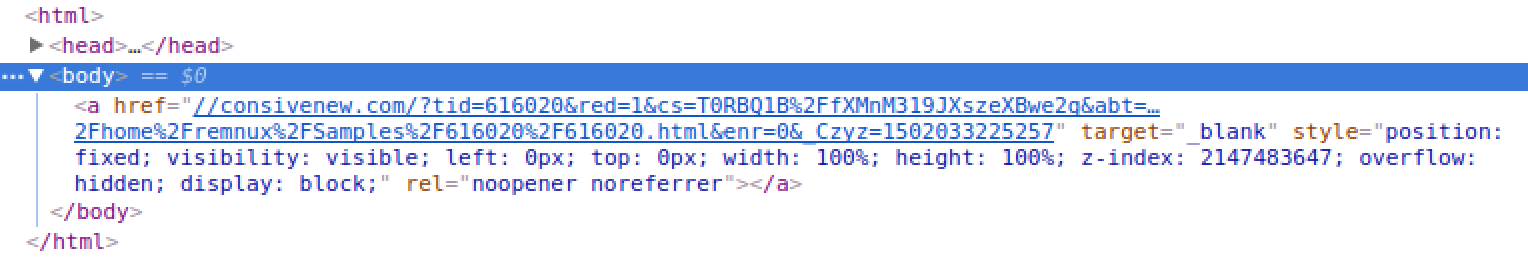 <html>
▶<head>…</head>
…▼<body> == $0
<a href="//consivenew.com/?tid=616020&red=1&cs=T0RBQ1B%2FfXMnM319JXszeXBwe2q&abt=…
2Fhome%2Fremnux%2FSamples%2F616020%2F616020.html&enr=0&_Czyz=1502033225257" target="_blank" style="position:
fixed; visibility: visible; left: 0px; top: 0px; width: 100%; height: 100%; z-index: 2147483647; overflow:
hidden; display: block;" rel="noopener noreferrer"></a>
</body>
</html>